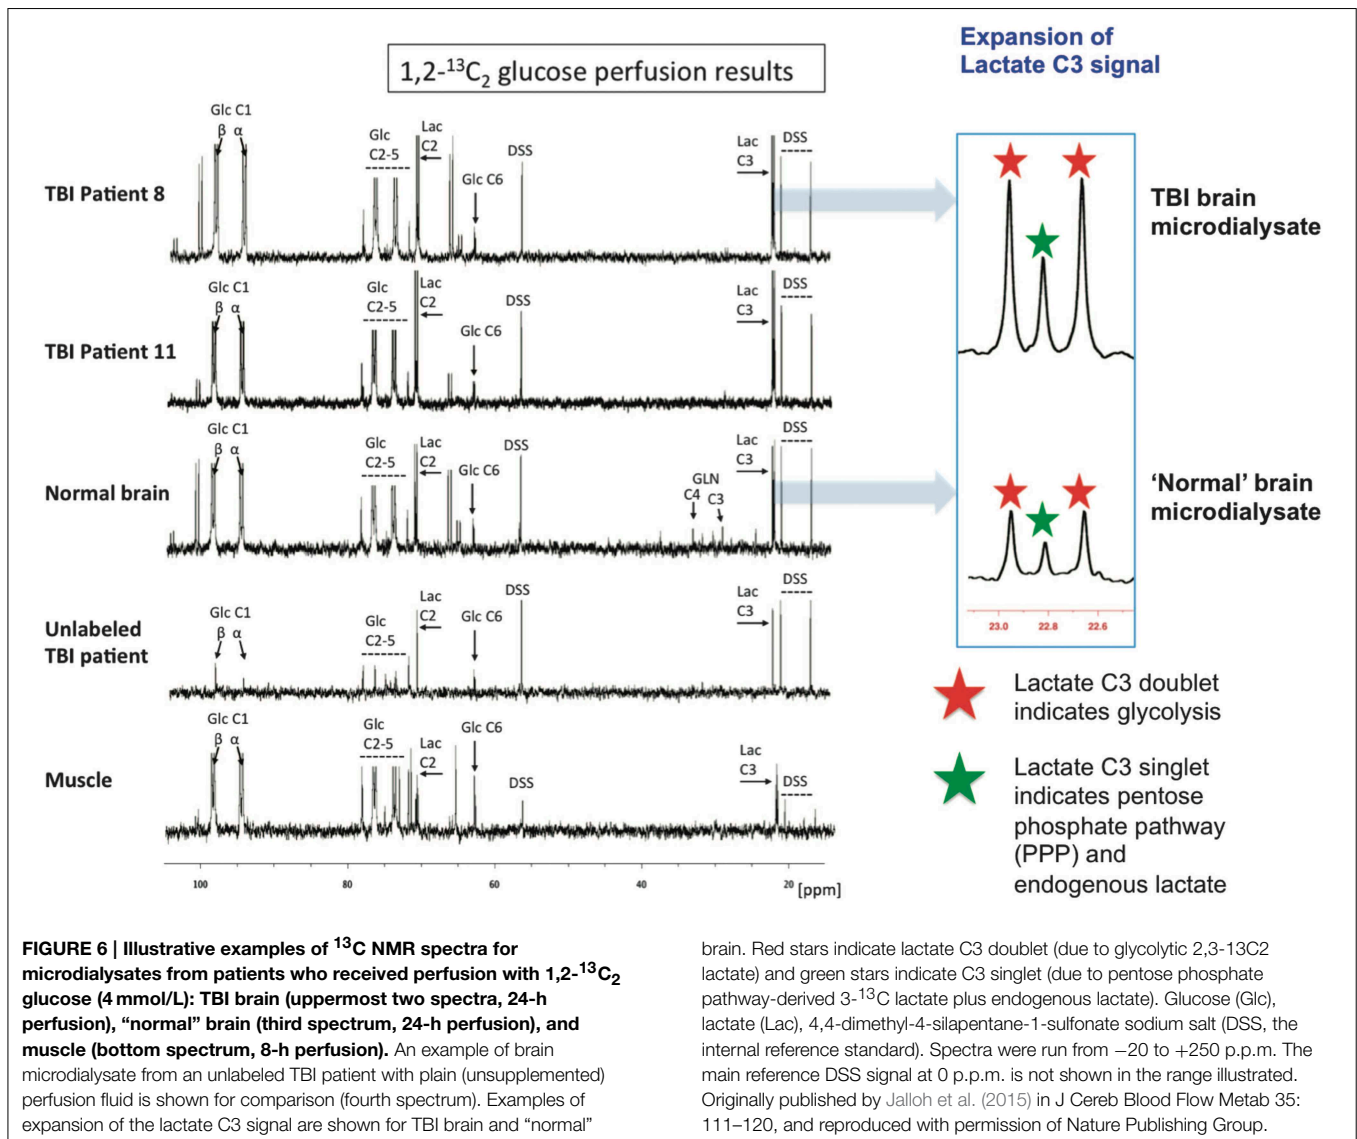 1,2-¹³C₂ glucose perfusion results
Expansion of
Lactate C3 signal
TBI Patient 8
Glc C1
β α
Glc
C2-5
Lac
C2
Glc C6
DSS
Lac
C3
DSS
TBI brain
microdialysate
TBI Patient 11
Glc C1
β α
Glc
C2-5
Lac
C2
Glc C6
DSS
Lac
C3
DSS
Normal brain
Glc C1
β α
Glc
C2-5
Lac
C2
Glc C6
DSS
GLN
C4 C3
Lac
C3
DSS
‘Normal’ brain
microdialysate
23.0 22.8 22.6
Unlabeled
TBI patient
Glc C1
β α
Glc
C2-5
Lac
C2
Glc C6
DSS
Lac
C3
DSS
Muscle
Glc C1
β α
Glc
C2-5
Lac
C2
Glc C6
DSS
Lac
C3
DSS
100 80 60 40 20 [ppm]
Lactate C3 doublet
indicates glycolysis
Lactate C3 singlet
indicates pentose
phosphate pathway
(PPP) and
endogenous lactate
FIGURE 6 | Illustrative examples of ¹³C NMR spectra for
microdialysates from patients who received perfusion with 1,2-¹³C₂
glucose (4 mmol/L): TBI brain (uppermost two spectra, 24-h
perfusion), “normal” brain (third spectrum, 24-h perfusion), and
muscle (bottom spectrum, 8-h perfusion). An example of brain
microdialysate from an unlabeled TBI patient with plain (unsupplemented)
perfusion fluid is shown for comparison (fourth spectrum). Examples of
expansion of the lactate C3 signal are shown for TBI brain and “normal”
brain. Red stars indicate lactate C3 doublet (due to glycolytic 2,3-13C2
lactate) and green stars indicate C3 singlet (due to pentose phosphate
pathway-derived 3-¹³C lactate plus endogenous lactate). Glucose (Glc),
lactate (Lac), 4,4-dimethyl-4-silapentane-1-sulfonate sodium salt (DSS, the
internal reference standard). Spectra were run from −20 to +250 p.p.m. The
main reference DSS signal at 0 p.p.m. is not shown in the range illustrated.
Originally published by Jalloh et al. (2015) in J Cereb Blood Flow Metab 35:
111–120, and reproduced with permission of Nature Publishing Group.